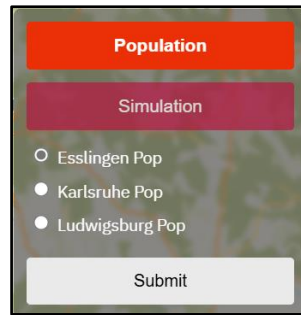 Population
Simulation
Esslingen Pop
Karlsruhe Pop
Ludwigsburg Pop
Submit